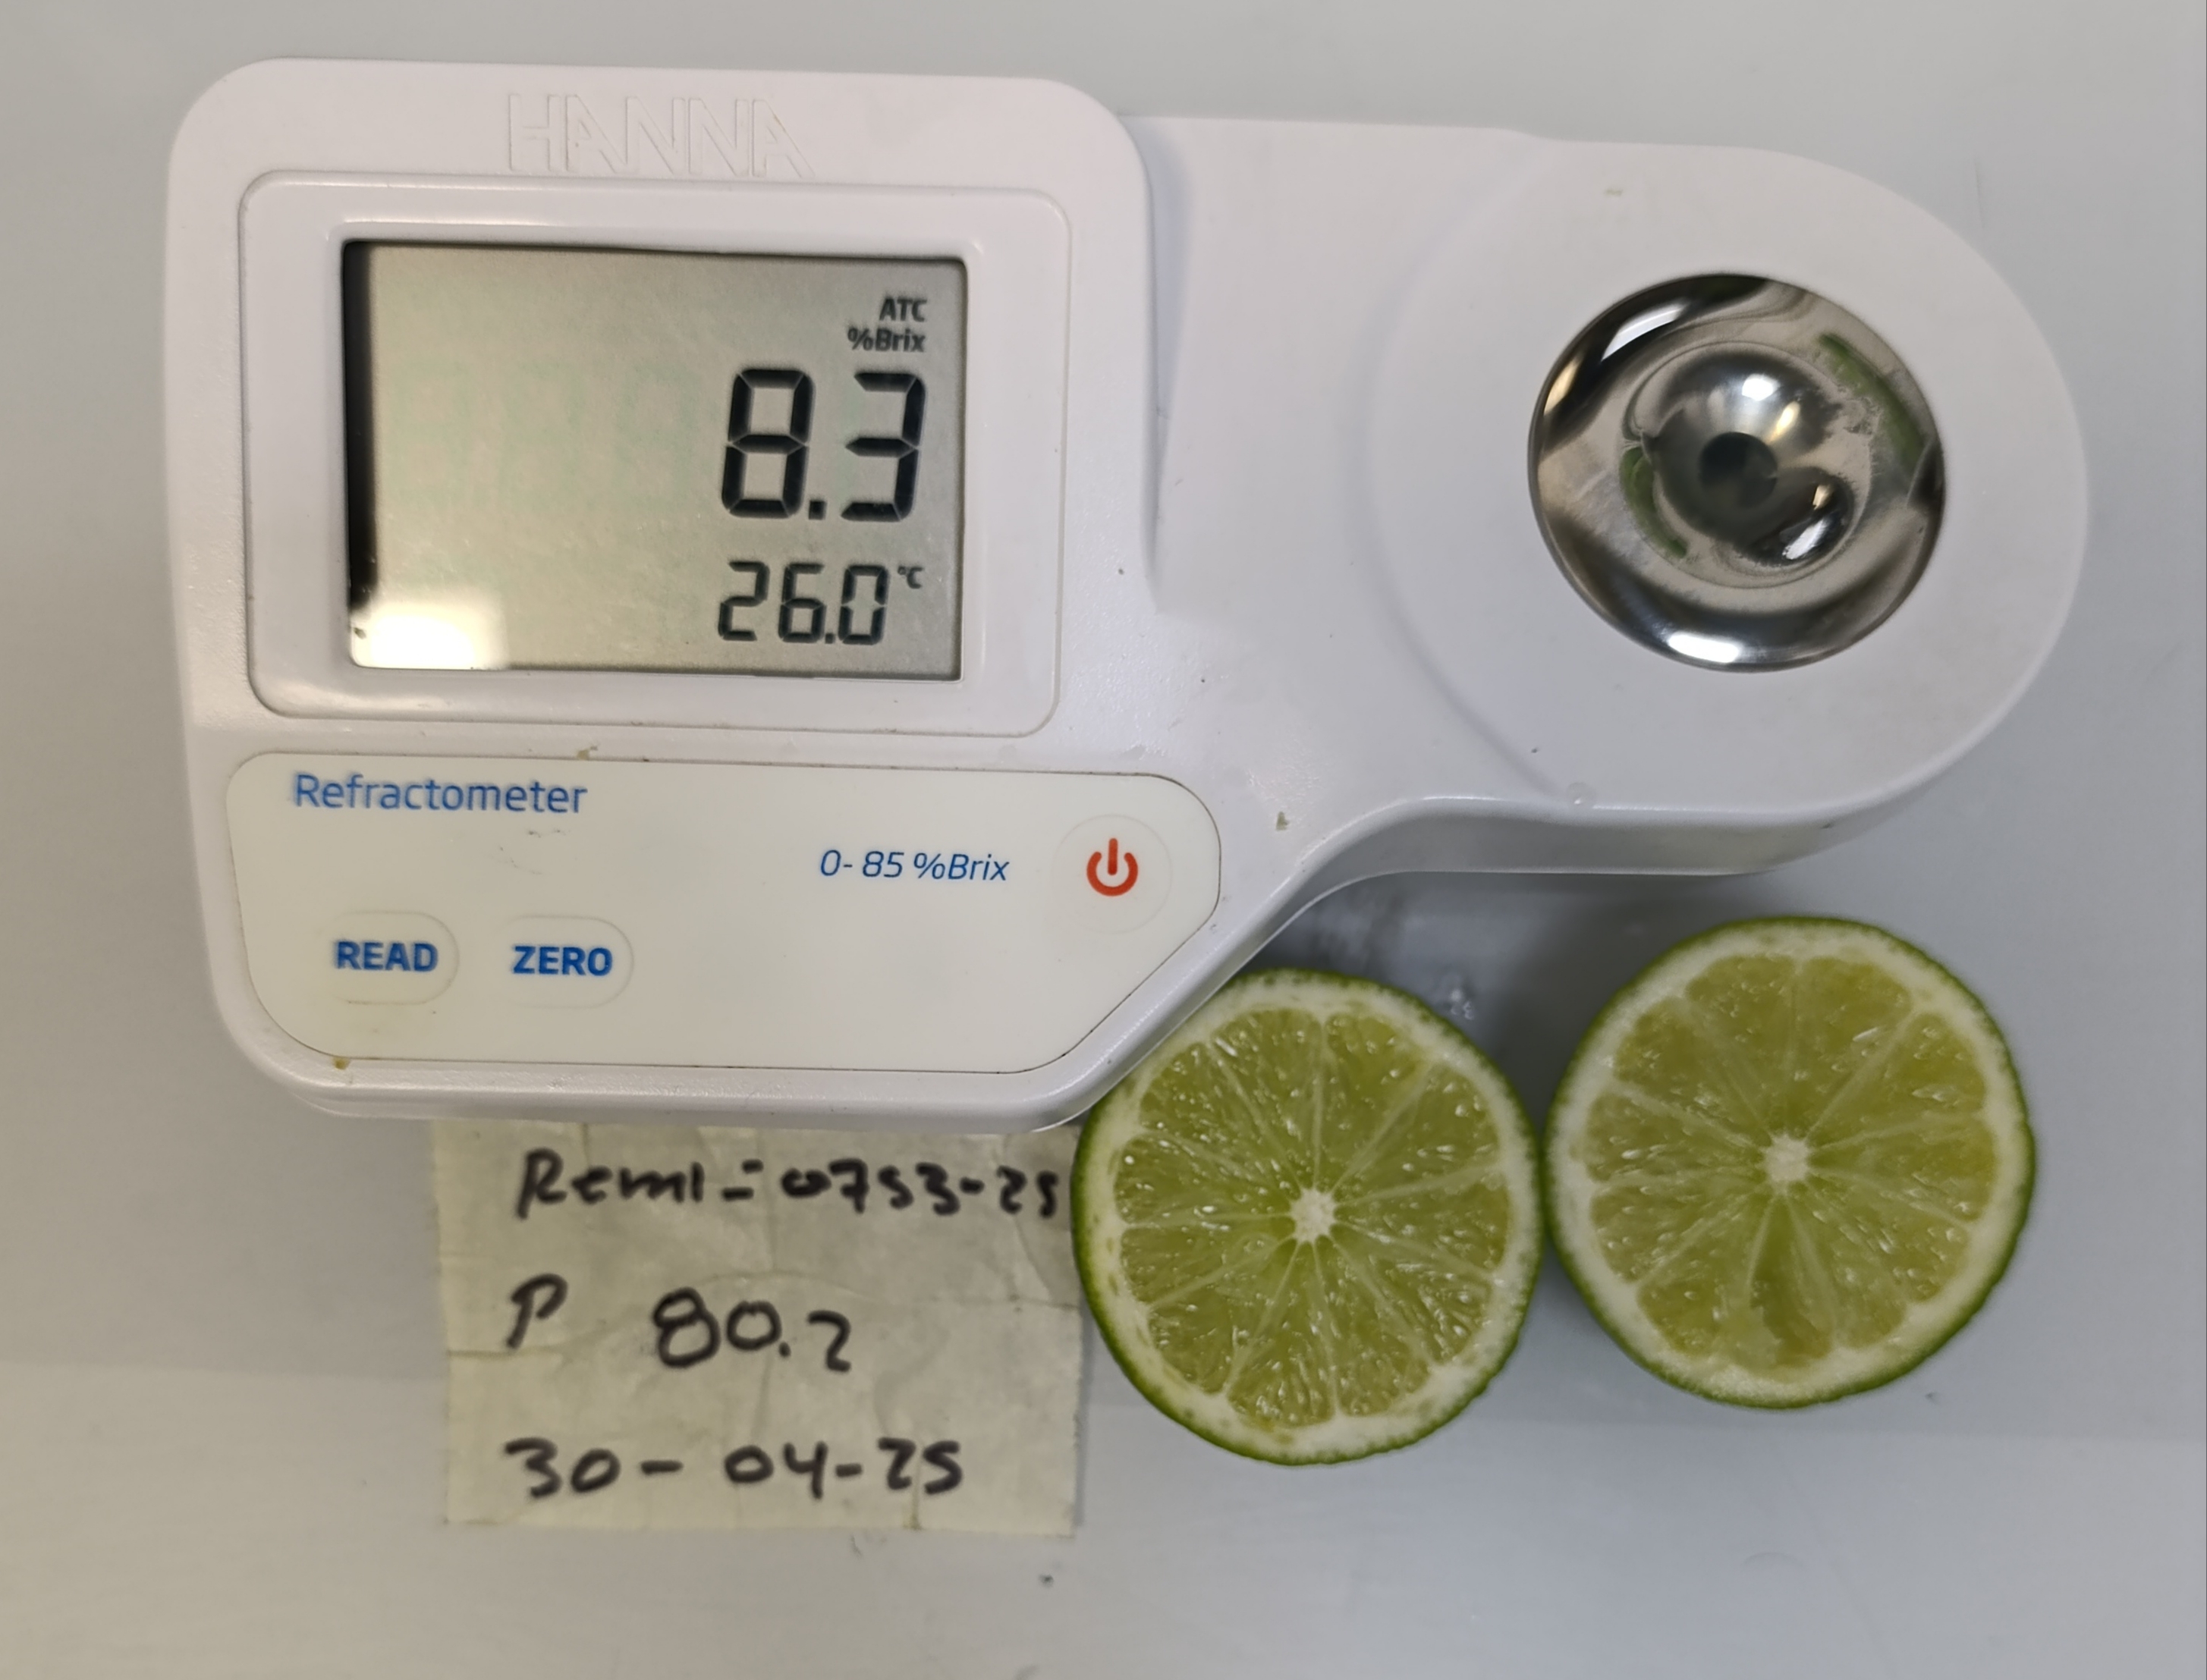 HANNA
ATC
%Brix
8.3
26.0°C
Refractometer
0-85 %Brix
READ
ZERO
Remi-0753-25
P 80.2
30-04-25